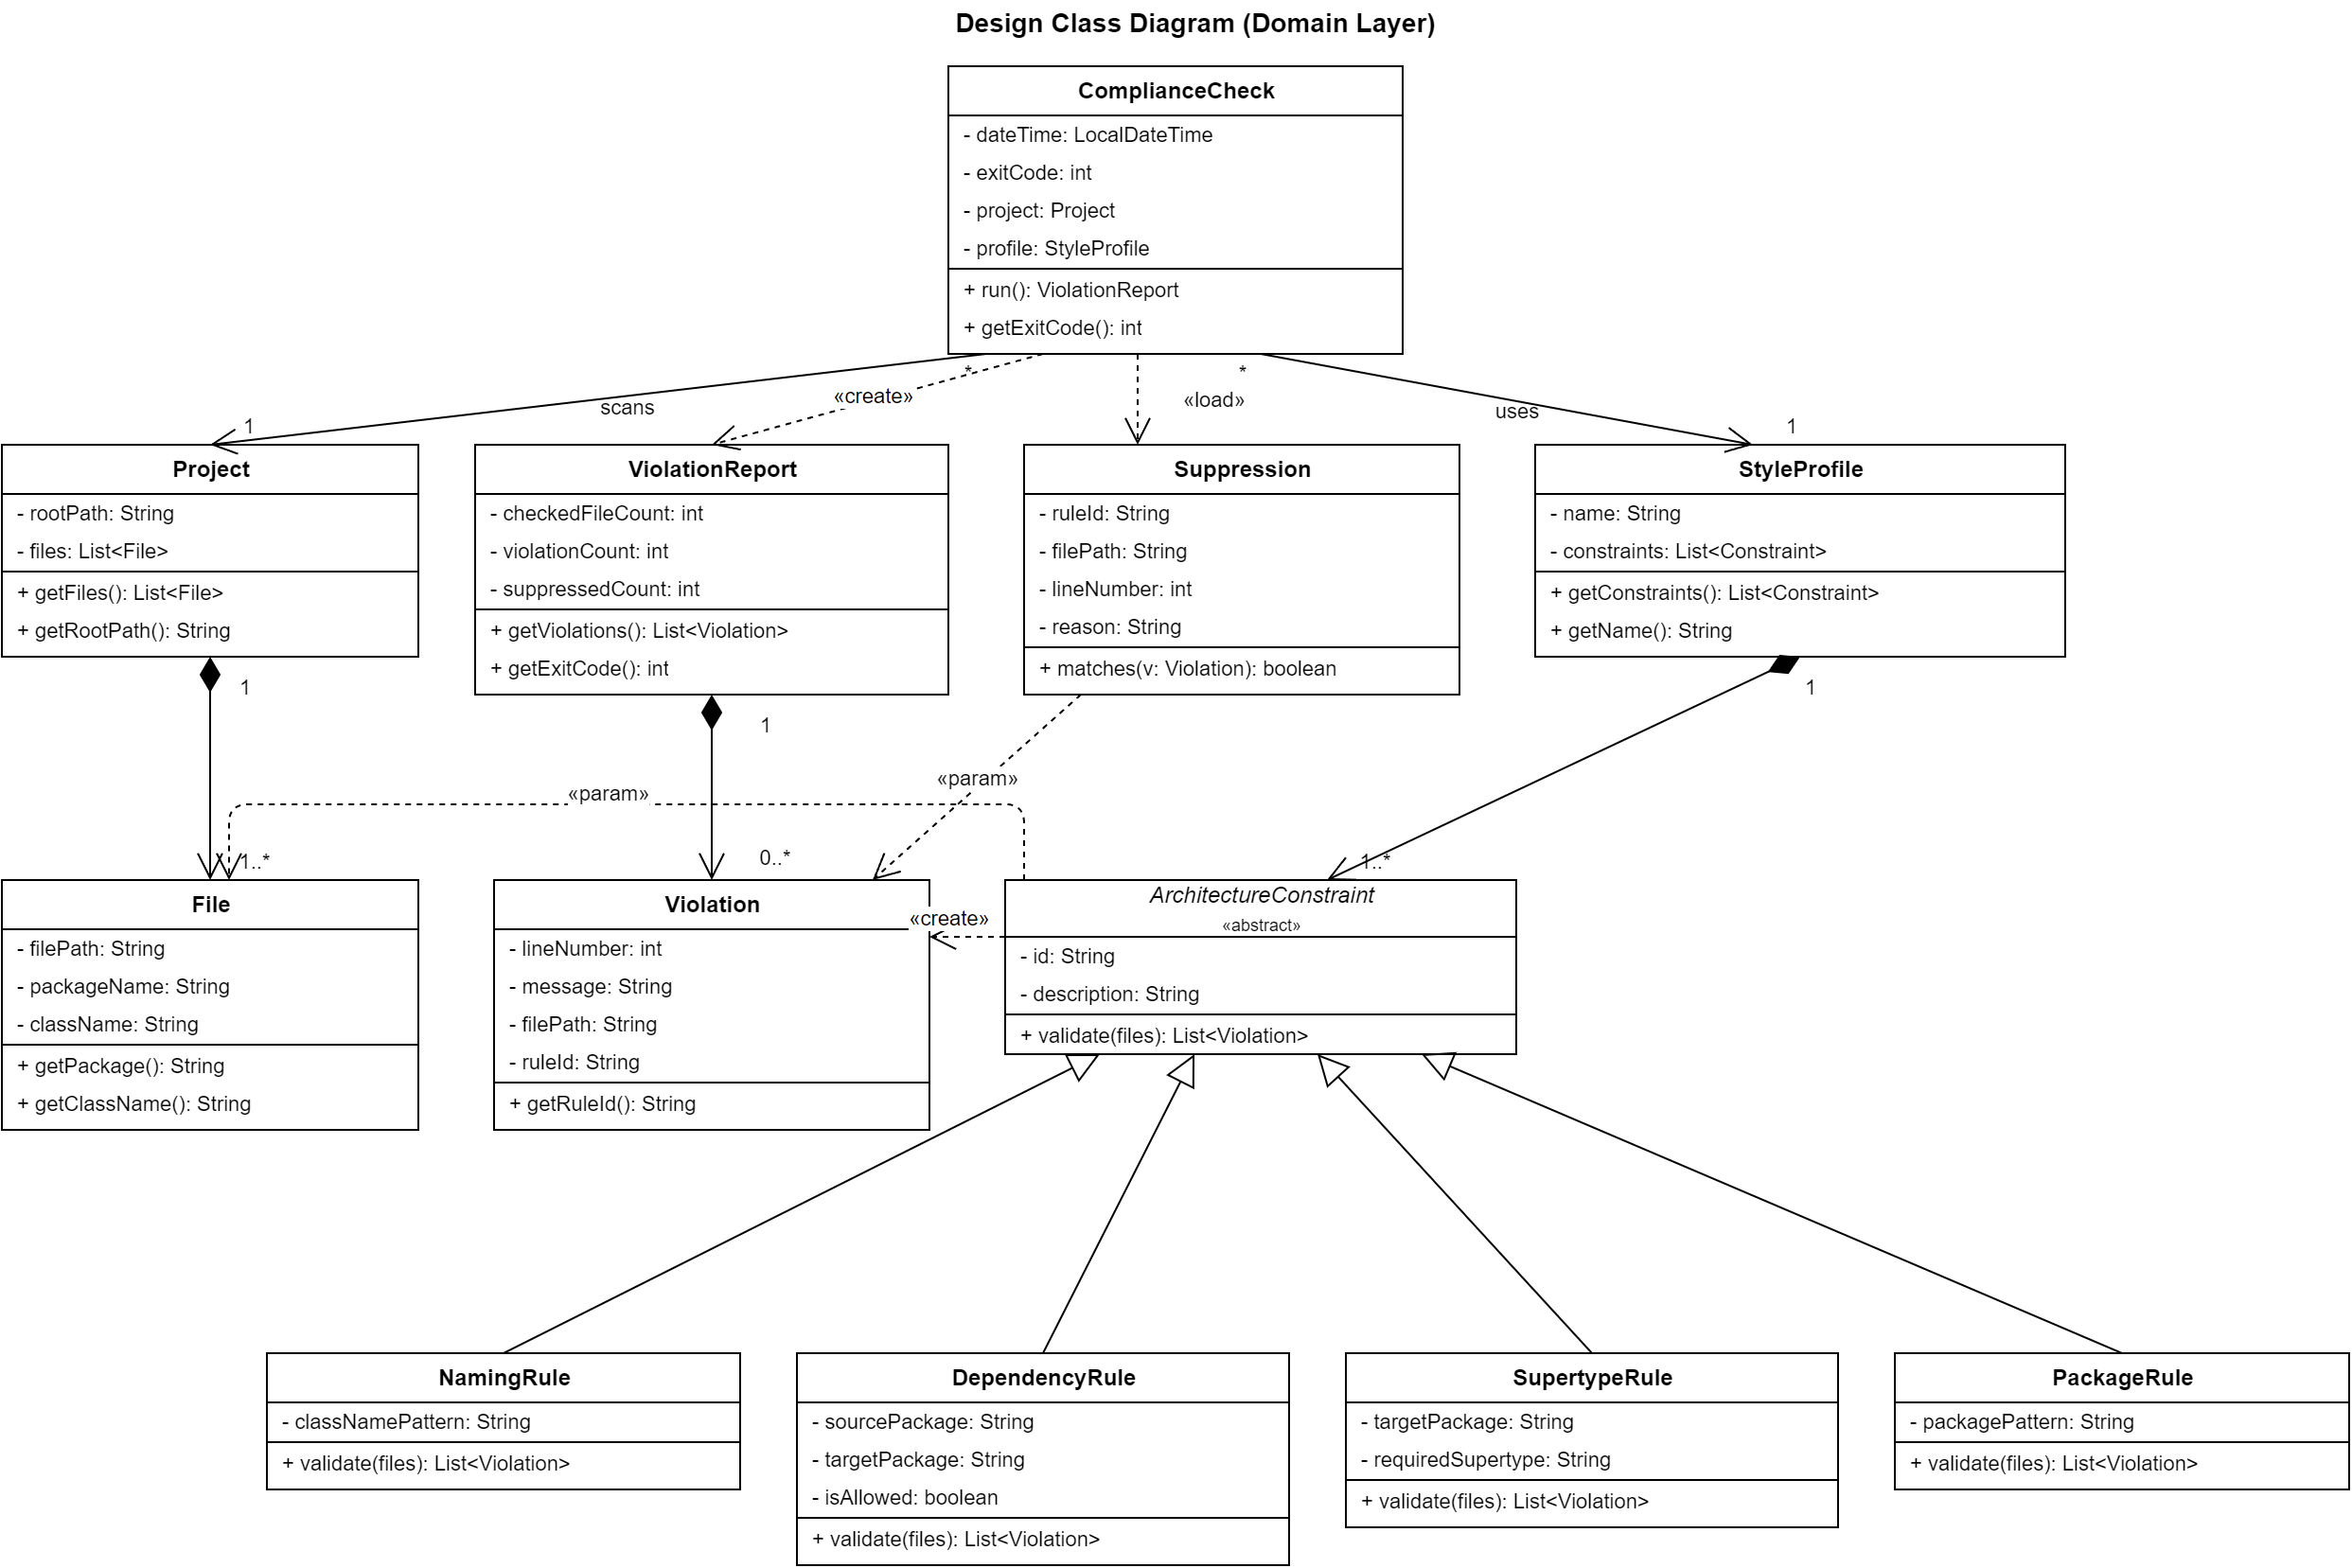 Design Class Diagram (Domain Layer)
ComplianceCheck
- dateTime: LocalDateTime
- exitCode: int
- project: Project
- profile: StyleProfile
+ run(): ViolationReport
+ getExitCode(): int
*
*
«create»
«load»
scans
uses
1
1
Project
- rootPath: String
- files: List<File>
+ getFiles(): List<File>
+ getRootPath(): String
1
ViolationReport
- checkedFileCount: int
- violationCount: int
- suppressedCount: int
+ getViolations(): List<Violation>
+ getExitCode(): int
1
Suppression
- ruleId: String
- filePath: String
- lineNumber: int
- reason: String
+ matches(v: Violation): boolean
StyleProfile
- name: String
- constraints: List<Constraint>
+ getConstraints(): List<Constraint>
+ getName(): String
1
«param»
«param»
1..*
0..*
1..*
File
- filePath: String
- packageName: String
- className: String
+ getPackage(): String
+ getClassName(): String
Violation
- lineNumber: int
- message: String
- filePath: String
- ruleId: String
+ getRuleId(): String
«create»
ArchitectureConstraint
«abstract»
- id: String
- description: String
+ validate(files): List<Violation>
NamingRule
- classNamePattern: String
+ validate(files): List<Violation>
DependencyRule
- sourcePackage: String
- targetPackage: String
- isAllowed: boolean
+ validate(files): List<Violation>
SupertypeRule
- targetPackage: String
- requiredSupertype: String
+ validate(files): List<Violation>
PackageRule
- packagePattern: String
+ validate(files): List<Violation>